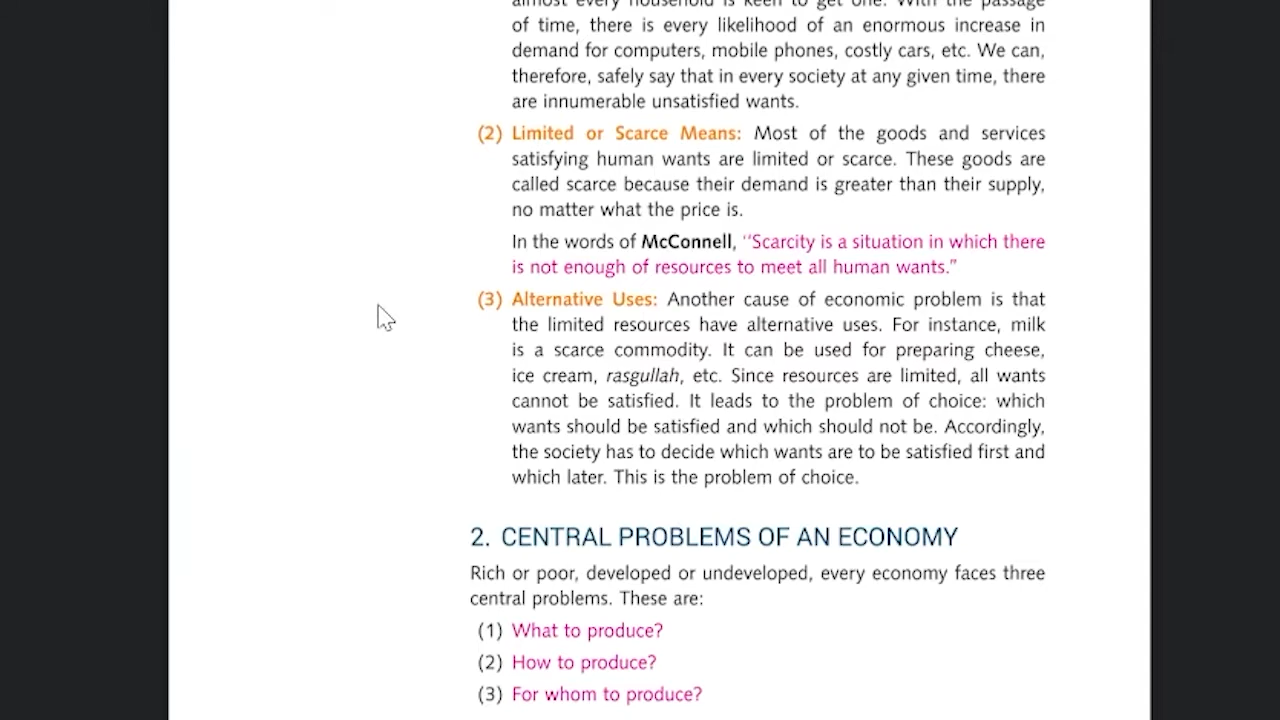 almost every household is keen to get one. With the passage
of time, there is every likelihood of an enormous increase in
demand for computers, mobile phones, costly cars, etc. We can,
therefore, safely say that in every society at any given time, there
are innumerable unsatisfied wants.
(2) Limited or Scarce Means: Most of the goods and services
satisfying human wants are limited or scarce. These goods are
called scarce because their demand is greater than their supply,
no matter what the price is.
In the words of McConnell, ‘‘Scarcity is a situation in which there
is not enough of resources to meet all human wants.”
(3) Alternative Uses: Another cause of economic problem is that
the limited resources have alternative uses. For instance, milk
is a scarce commodity. It can be used for preparing cheese,
ice cream, rasgullah, etc. Since resources are limited, all wants
cannot be satisfied. It leads to the problem of choice: which
wants should be satisfied and which should not be. Accordingly,
the society has to decide which wants are to be satisfied first and
which later. This is the problem of choice.
2. CENTRAL PROBLEMS OF AN ECONOMY
Rich or poor, developed or undeveloped, every economy faces three
central problems. These are:
(1) What to produce?
(2) How to produce?
(3) For whom to produce?